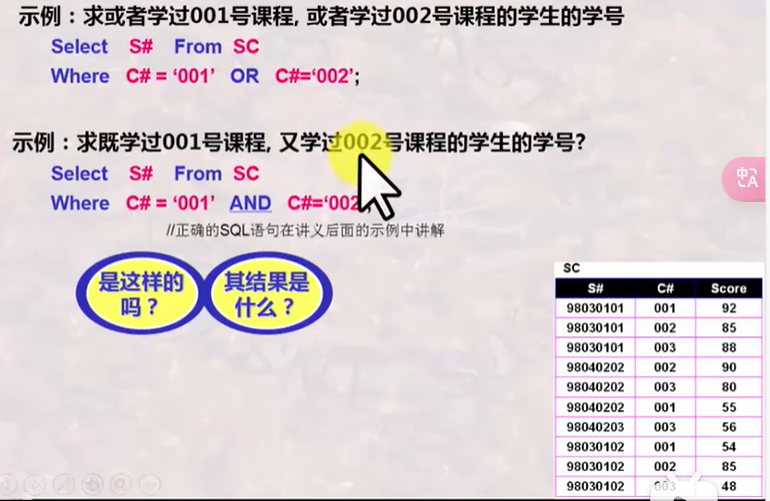 示例：求或者学过001号课程, 或者学过002号课程的学生的学号
Select S# From SC
Where C# = ‘001’ OR C#=‘002’;
示例：求既学过001号课程, 又学过002号课程的学生的学号?
Select S# From SC
Where C# = ‘001’ AND C#=‘002’;
//正确的SQL语句在讲义后面的示例中讲解
是这样的
吗？
其结果是
什么？
中A
SC
S# C# Score
98030101 001 92
98030101 002 85
98030101 003 88
98040202 002 90
98040202 003 80
98040202 001 55
98040203 003 56
98030102 001 54
98030102 002 85
98030102 003 48